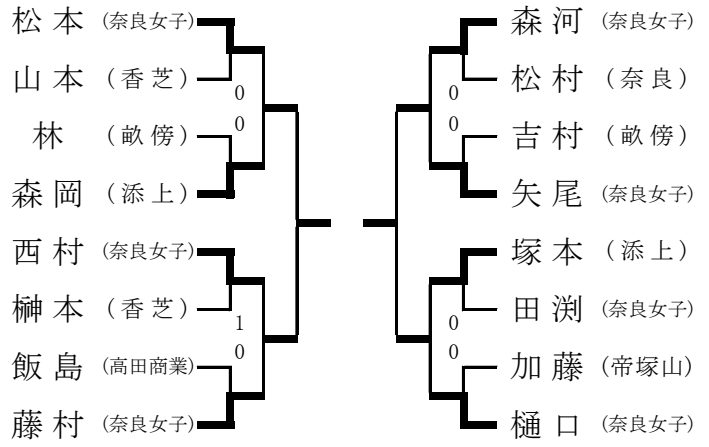 松本 (奈良女子)
山本 (香芝)
0
0
林 (畝傍)
森岡 (添上)
西村 (奈良女子)
榊本 (香芝)
1
0
飯島 (高田商業)
藤村 (奈良女子)
森河 (奈良女子)
0
松村 (奈良)
0
吉村 (畝傍)
矢尾 (奈良女子)
塚本 (添上)
田渕 (奈良女子)
0
0
加藤 (帝塚山)
樋口 (奈良女子)